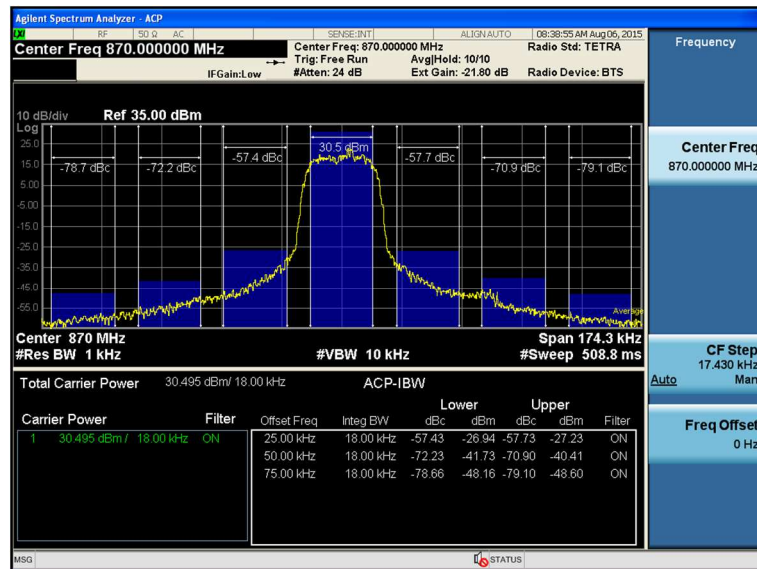 Agilent Spectrum Analyzer - ACP
LXI RF 50 Ω AC SENSE:INT ALIGN AUTO 08:38:55 AM Aug 06, 2015
Center Freq 870.000000 MHz Center Freq: 870.000000 MHz Radio Std: TETRA Frequency
Trig: Free Run Avg|Hold: 10/10
IFGain:Low #Atten: 24 dB Ext Gain: -21.80 dB Radio Device: BTS
10 dB/div Ref 35.00 dBm
Log
25.0
30.5 dBm
-57.4 dBc -57.7 dBc
15.0
-78.7 dBc -72.2 dBc -70.9 dBc -79.1 dBc
5.00
-5.00
-15.0
-25.0
-35.0
-45.0
-55.0
Average
Center Freq
870.000000 MHz
Center 870 MHz Span 174.3 kHz
#Res BW 1 kHz #VBW 10 kHz #Sweep 508.8 ms
CF Step
17.430 kHz
Auto Man
Total Carrier Power 30.495 dBm/ 18.00 kHz ACP-IBW
Lower Upper
Carrier Power Filter Offset Freq Integ BW dBc dBm dBc dBm Filter
1 30.495 dBm / 18.00 kHz ON 25.00 kHz 18.00 kHz -57.43 -26.94 -57.73 -27.23 ON
50.00 kHz 18.00 kHz -72.23 -41.73 -70.90 -40.41 ON
75.00 kHz 18.00 kHz -78.66 -48.16 -79.10 -48.60 ON
Freq Offset
0 Hz
MSG STATUS